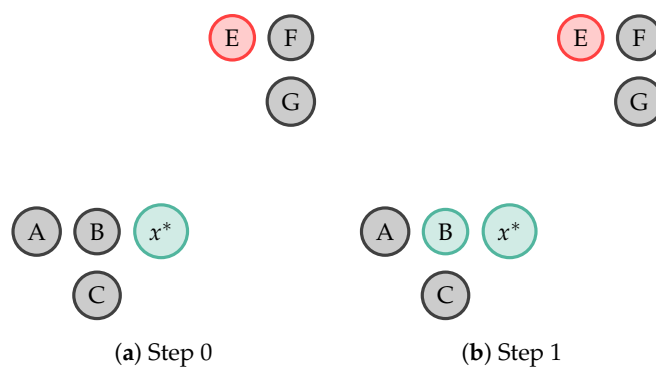 E F E F
G G
A B x* A B x*
C C
(a) Step 0 (b) Step 1